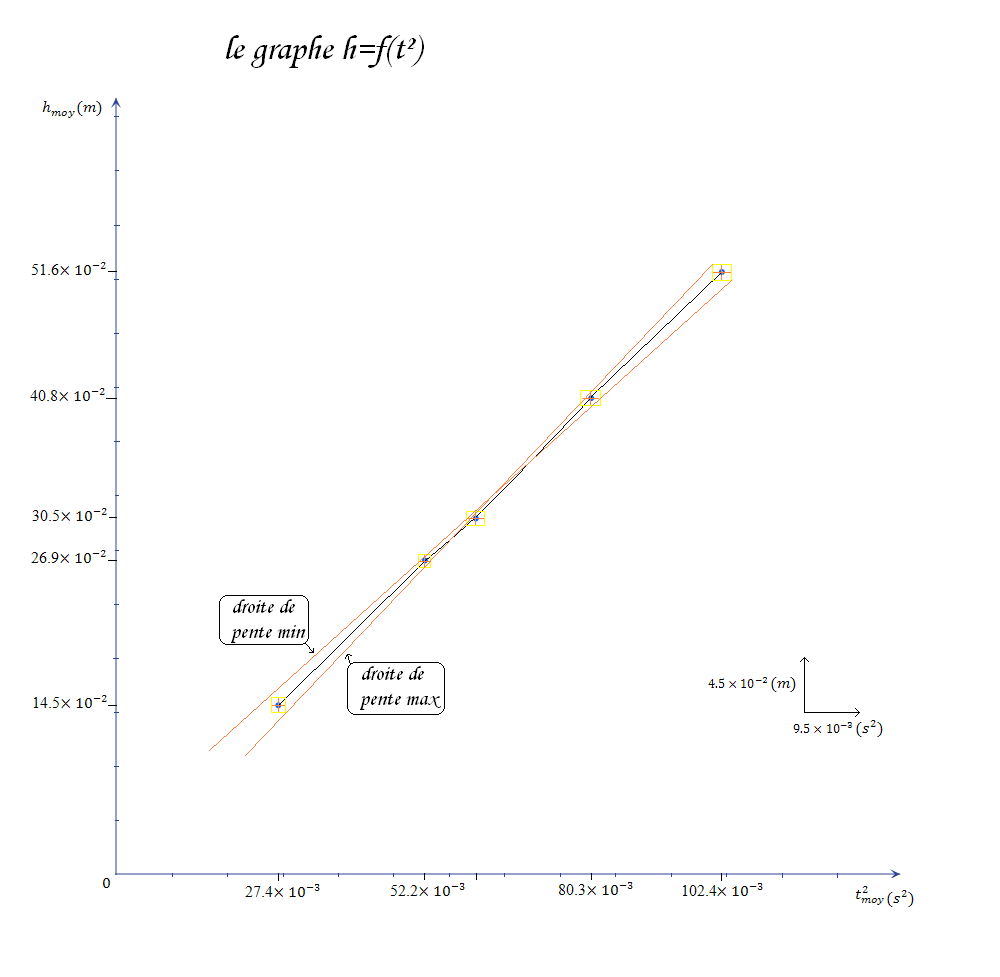 le graphe h=f(t²)
h_moy(m)
51.6× 10⁻²
40.8× 10⁻²
30.5× 10⁻²
26.9× 10⁻²
droite de
pente min
droite de
pente max
14.5× 10⁻²
4.5 × 10⁻² (m)
9.5 × 10⁻³ (s²)
0
27.4× 10⁻³
52.2× 10⁻³
80.3× 10⁻³
102.4× 10⁻³
t²_moy(s²)